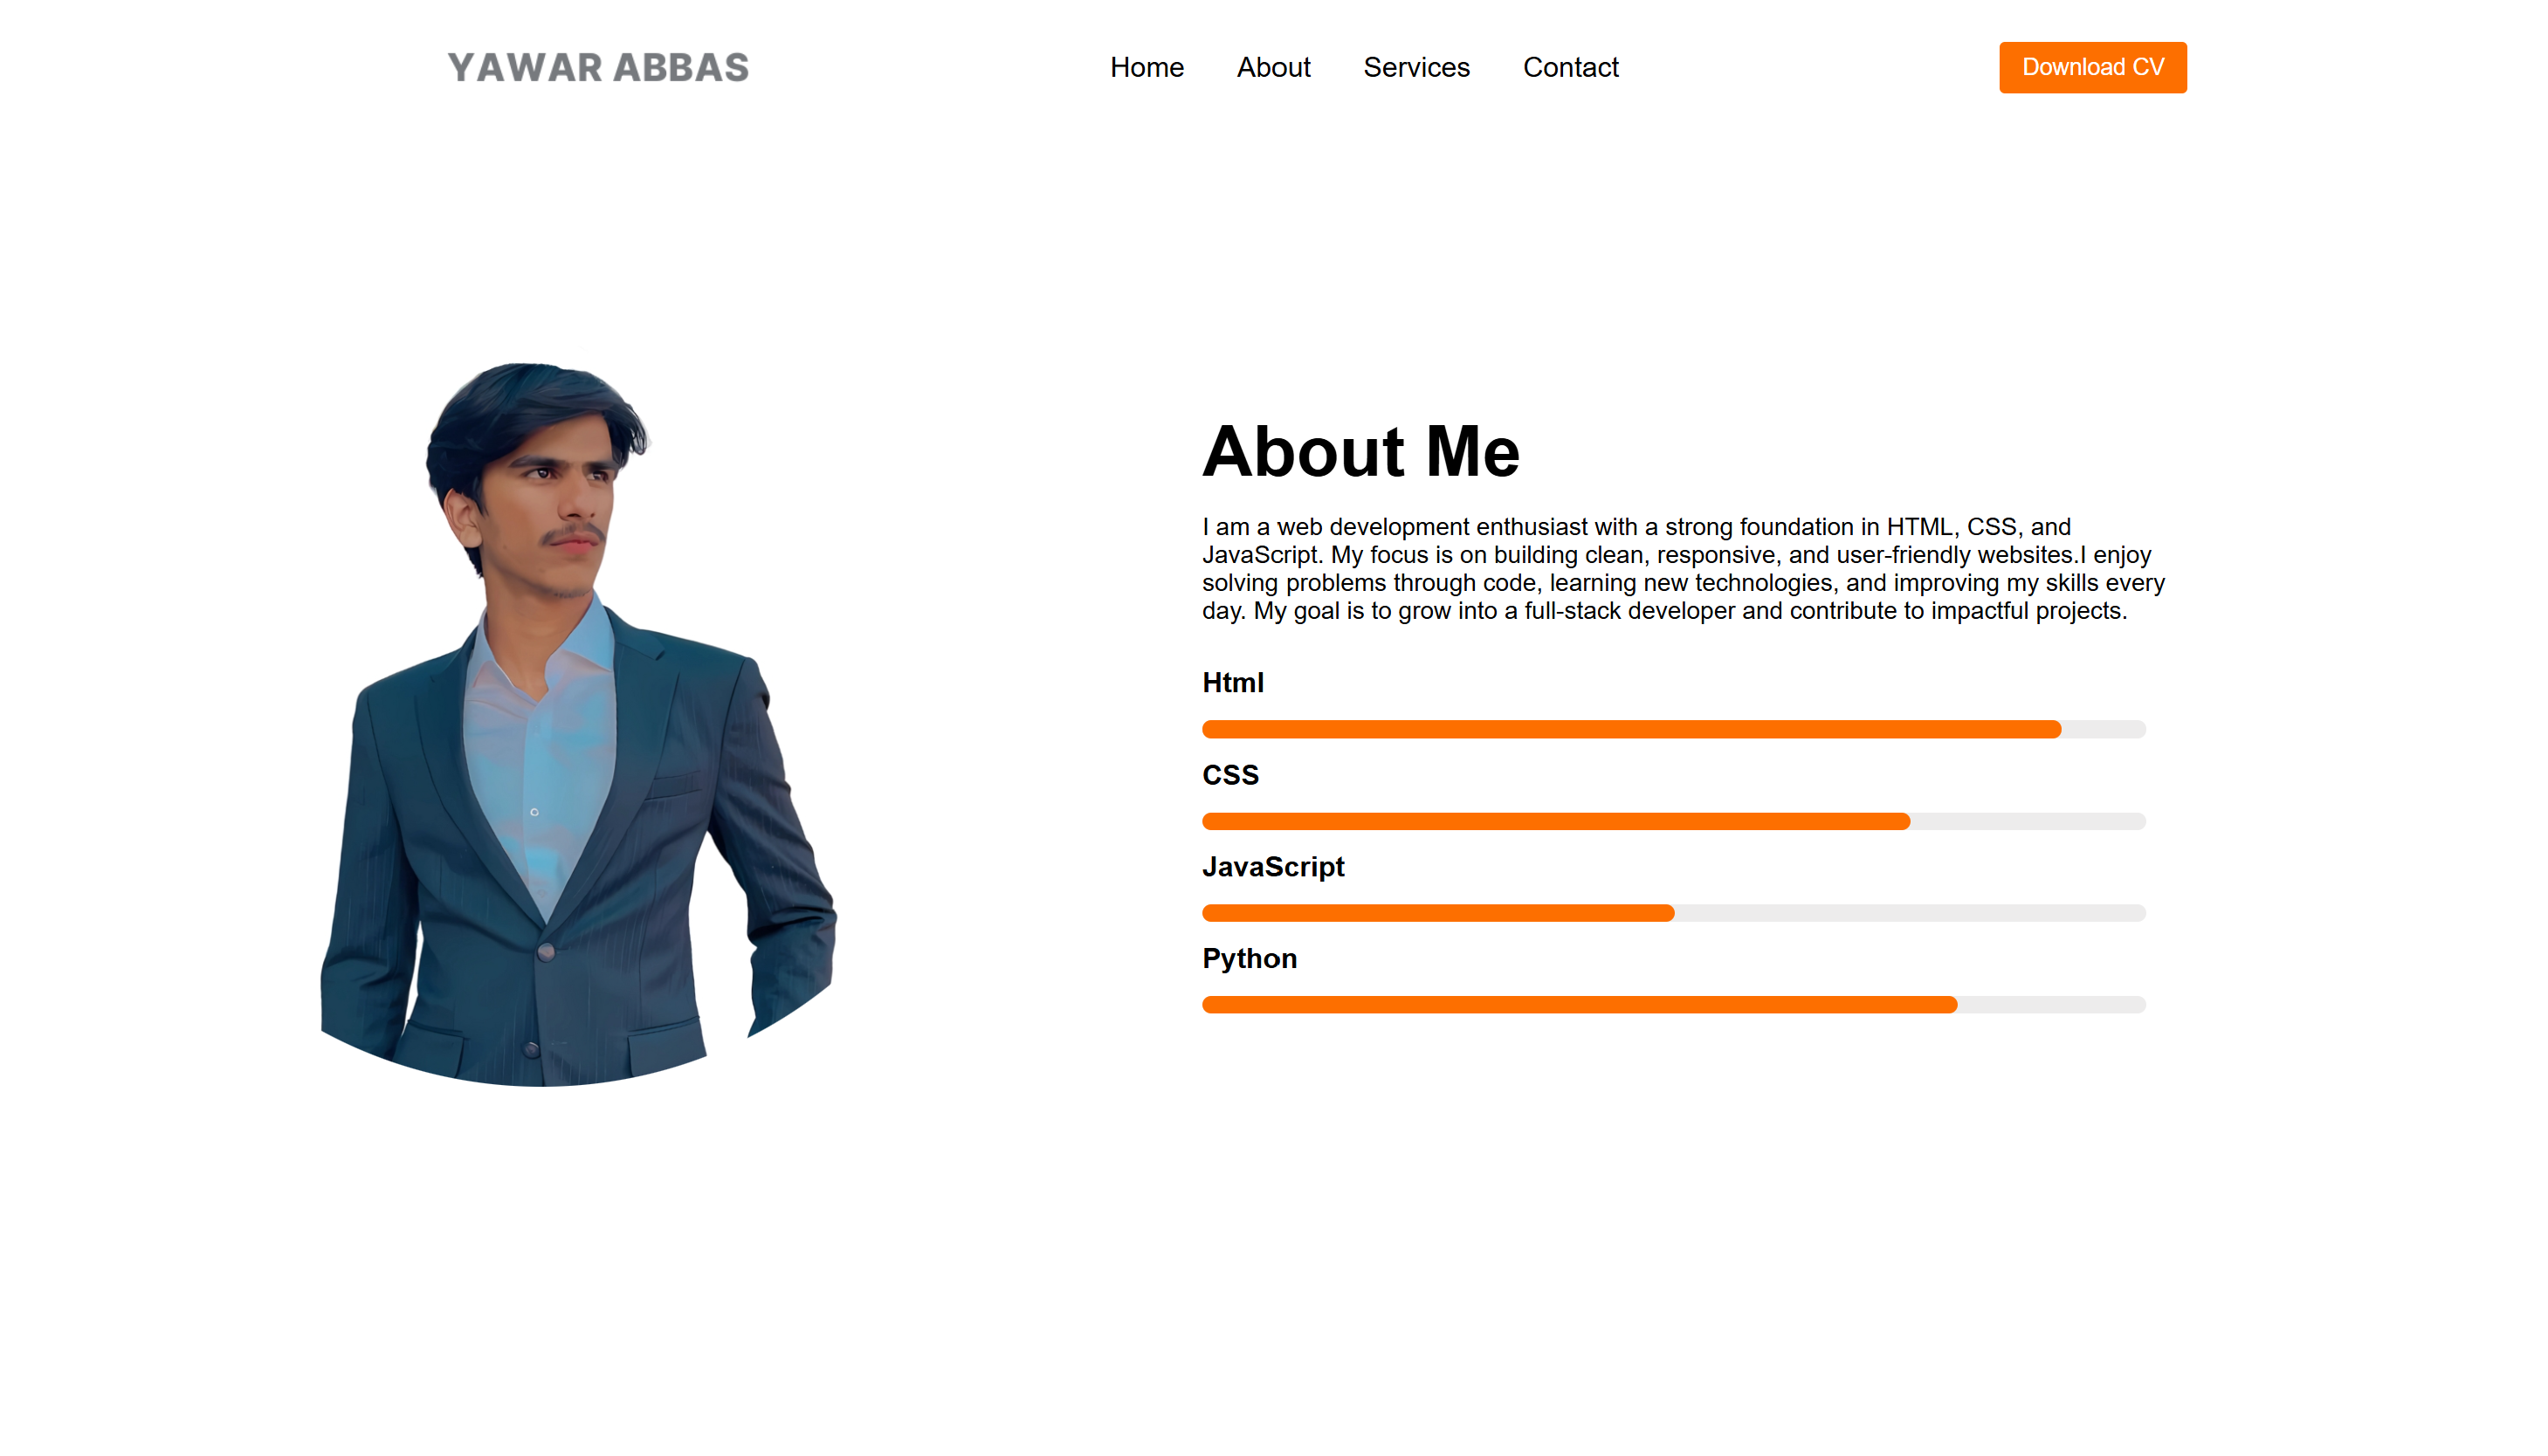 YAWAR ABBAS
Home About Services Contact
Download CV
About Me
I am a web development enthusiast with a strong foundation in HTML, CSS, and
JavaScript. My focus is on building clean, responsive, and user-friendly websites.I enjoy
solving problems through code, learning new technologies, and improving my skills every
day. My goal is to grow into a full-stack developer and contribute to impactful projects.
Html
CSS
JavaScript
Python